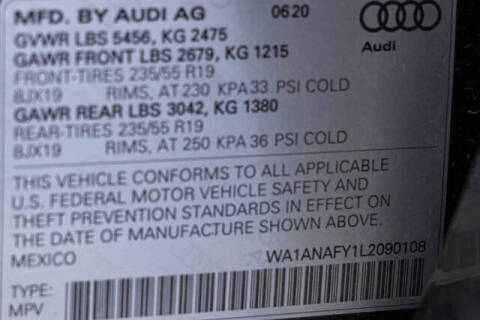 MFD. BY AUDI AG 0620
GVWR LBS 5456, KG 2475
GAWR FRONT LBS 2679, KG 1215
Audi
FRONT-TIRES 235/55 R19
8JX19 RIMS, AT 230 KPA 33 PSI COLD
GAWR REAR LBS 3042, KG 1380
REAR-TIRES 235/55 R19
8JX19 RIMS, AT 250 KPA 36 PSI COLD
THIS VEHICLE CONFORMS TO ALL APPLICABLE
U.S. FEDERAL MOTOR VEHICLE SAFETY AND
THEFT PREVENTION STANDARDS IN EFFECT ON
THE DATE OF MANUFACTURE SHOWN ABOVE.
MEXICO WA1ANAFY1L2090108
TYPE:
MPV